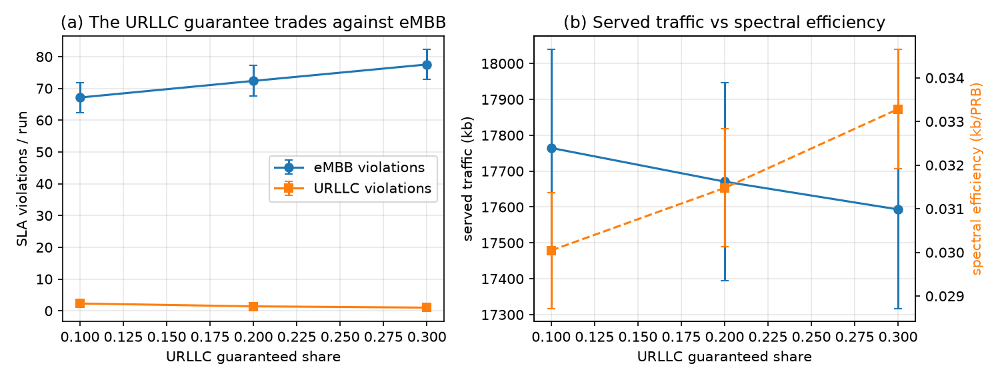 (a) The URLLC guarantee trades against eMBB
SLA violations / run
80
70
60
50
40
30
20
10
0
eMBB violations
URLLC violations
0.100 0.125 0.150 0.175 0.200 0.225 0.250 0.275 0.300
URLLC guaranteed share
(b) Served traffic vs spectral efficiency
served traffic (kb)
18000
17900
17800
17700
17600
17500
17400
17300
0.034
0.033
0.032
0.031
0.030
0.029
spectral efficiency (kb/PRB)
0.100 0.125 0.150 0.175 0.200 0.225 0.250 0.275 0.300
URLLC guaranteed share